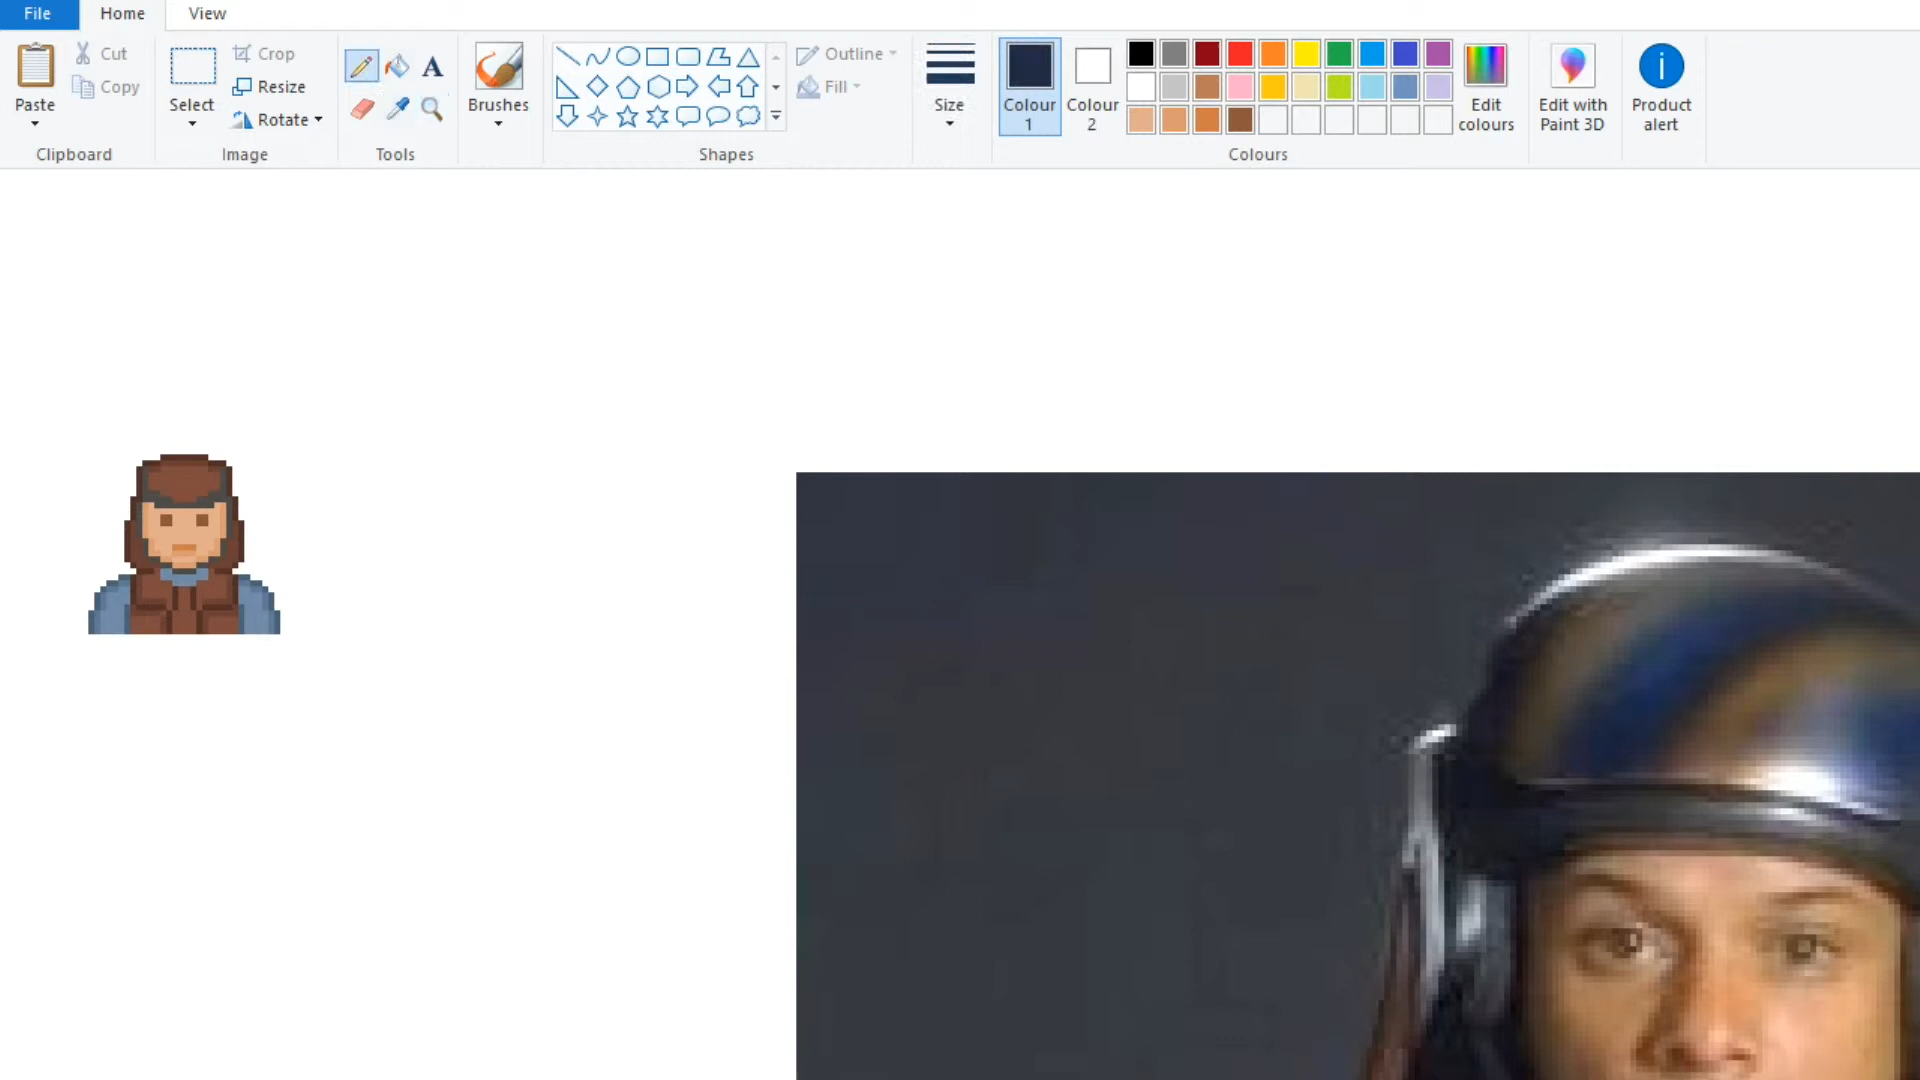 File Home View
Paste
Cut
Copy
Clipboard
Select
Crop
Resize
Rotate
Image
A
Tools
Brushes
Shapes
Outline
Fill
Size
Colour
1
Colour
2
Edit
colours
Colours
Edit with
Paint 3D
Product
alert